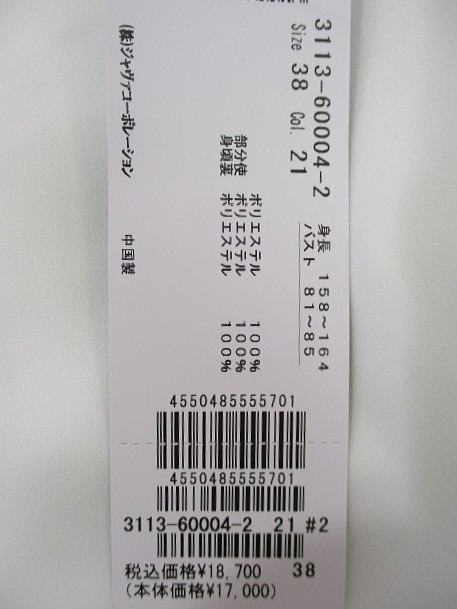 3113-60004-2
Size 38 Col. 21
身長 158~164
バスト 81~85
ポリエステル 100%
部分使 ポリエステル 100%
身頃裏 ポリエステル 100%
(株)ジャヴァコーポレーション 中国製
4550485555701
4550485555701
3113-60004-2 21 #2
税込価格¥18,700 38
(本体価格¥17,000)